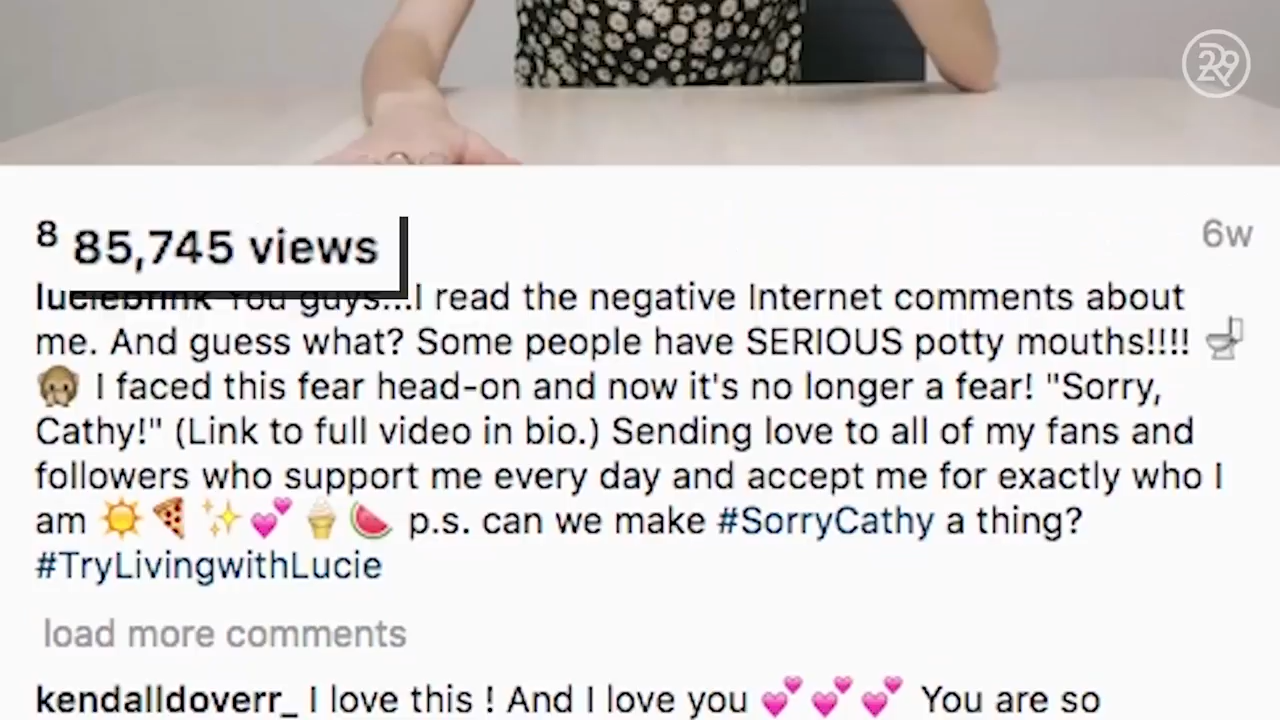 R29
8 85,745 views 6w
luciebfink You guys...I read the negative Internet comments about
me. And guess what? Some people have SERIOUS potty mouths!!!! 🚽
🙊 I faced this fear head-on and now it's no longer a fear! "Sorry,
Cathy!" (Link to full video in bio.) Sending love to all of my fans and
followers who support me every day and accept me for exactly who I
am ☀️🍕✨💕🍦🍉 p.s. can we make #SorryCathy a thing?
#TryLivingwithLucie
load more comments
kendalldoverr_ I love this ! And I love you 💕💕💕 You are so